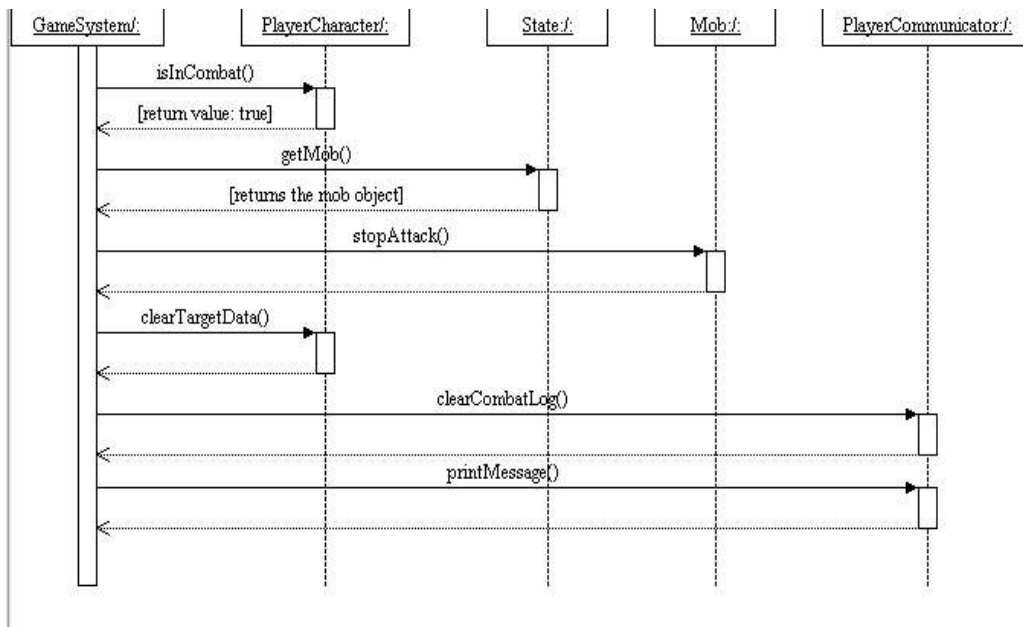 GameSystem/:
PlayerCharacter/:
State:/:
Mob:/:
PlayerCommunicator:/:
isInCombat()
[return value: true]
getMob()
[returns the mob object]
stopAttack()
clearTargetData()
clearCombatLog()
printMessage()